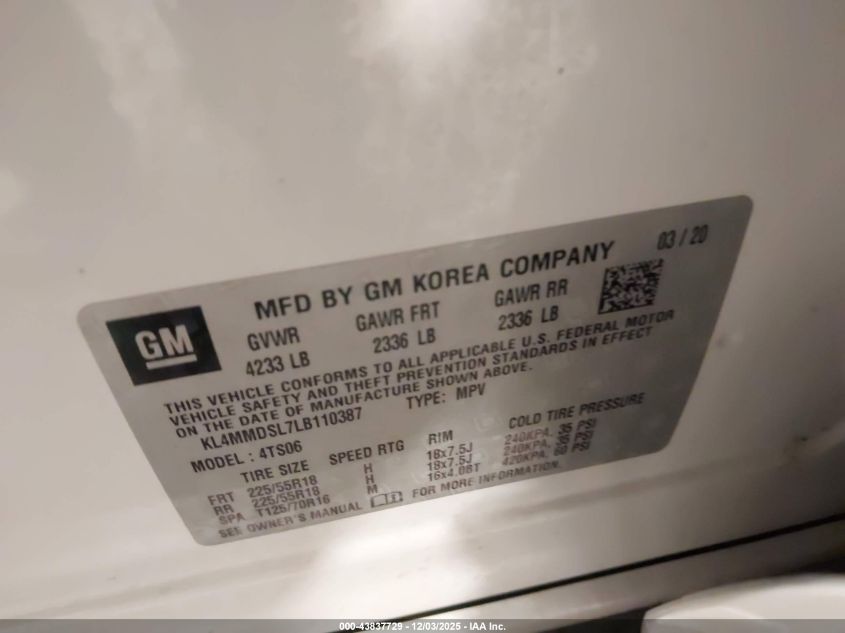 GM
MFD BY GM KOREA COMPANY 03/20
GVWR GAWR FRT GAWR RR
4233 LB 2336 LB 2336 LB
THIS VEHICLE CONFORMS TO ALL APPLICABLE U.S. FEDERAL MOTOR
VEHICLE SAFETY AND THEFT PREVENTION STANDARDS IN EFFECT
ON THE DATE OF MANUFACTURE SHOWN ABOVE.
KL4MMDSL7LB110387 TYPE: MPV
MODEL: 4TS06
TIRE SIZE SPEED RTG RIM COLD TIRE PRESSURE
FRT 225/55R18 H 18x7.5J 240KPA, 35 PSI
RR 225/55R18 H 18x7.5J 240KPA, 35 PSI
SPA T125/70R16 M 16x4.0BT 420KPA, 60 PSI
SEE OWNER'S MANUAL FOR MORE INFORMATION.
000-43837729 - 12/03/2025 - IAA Inc.